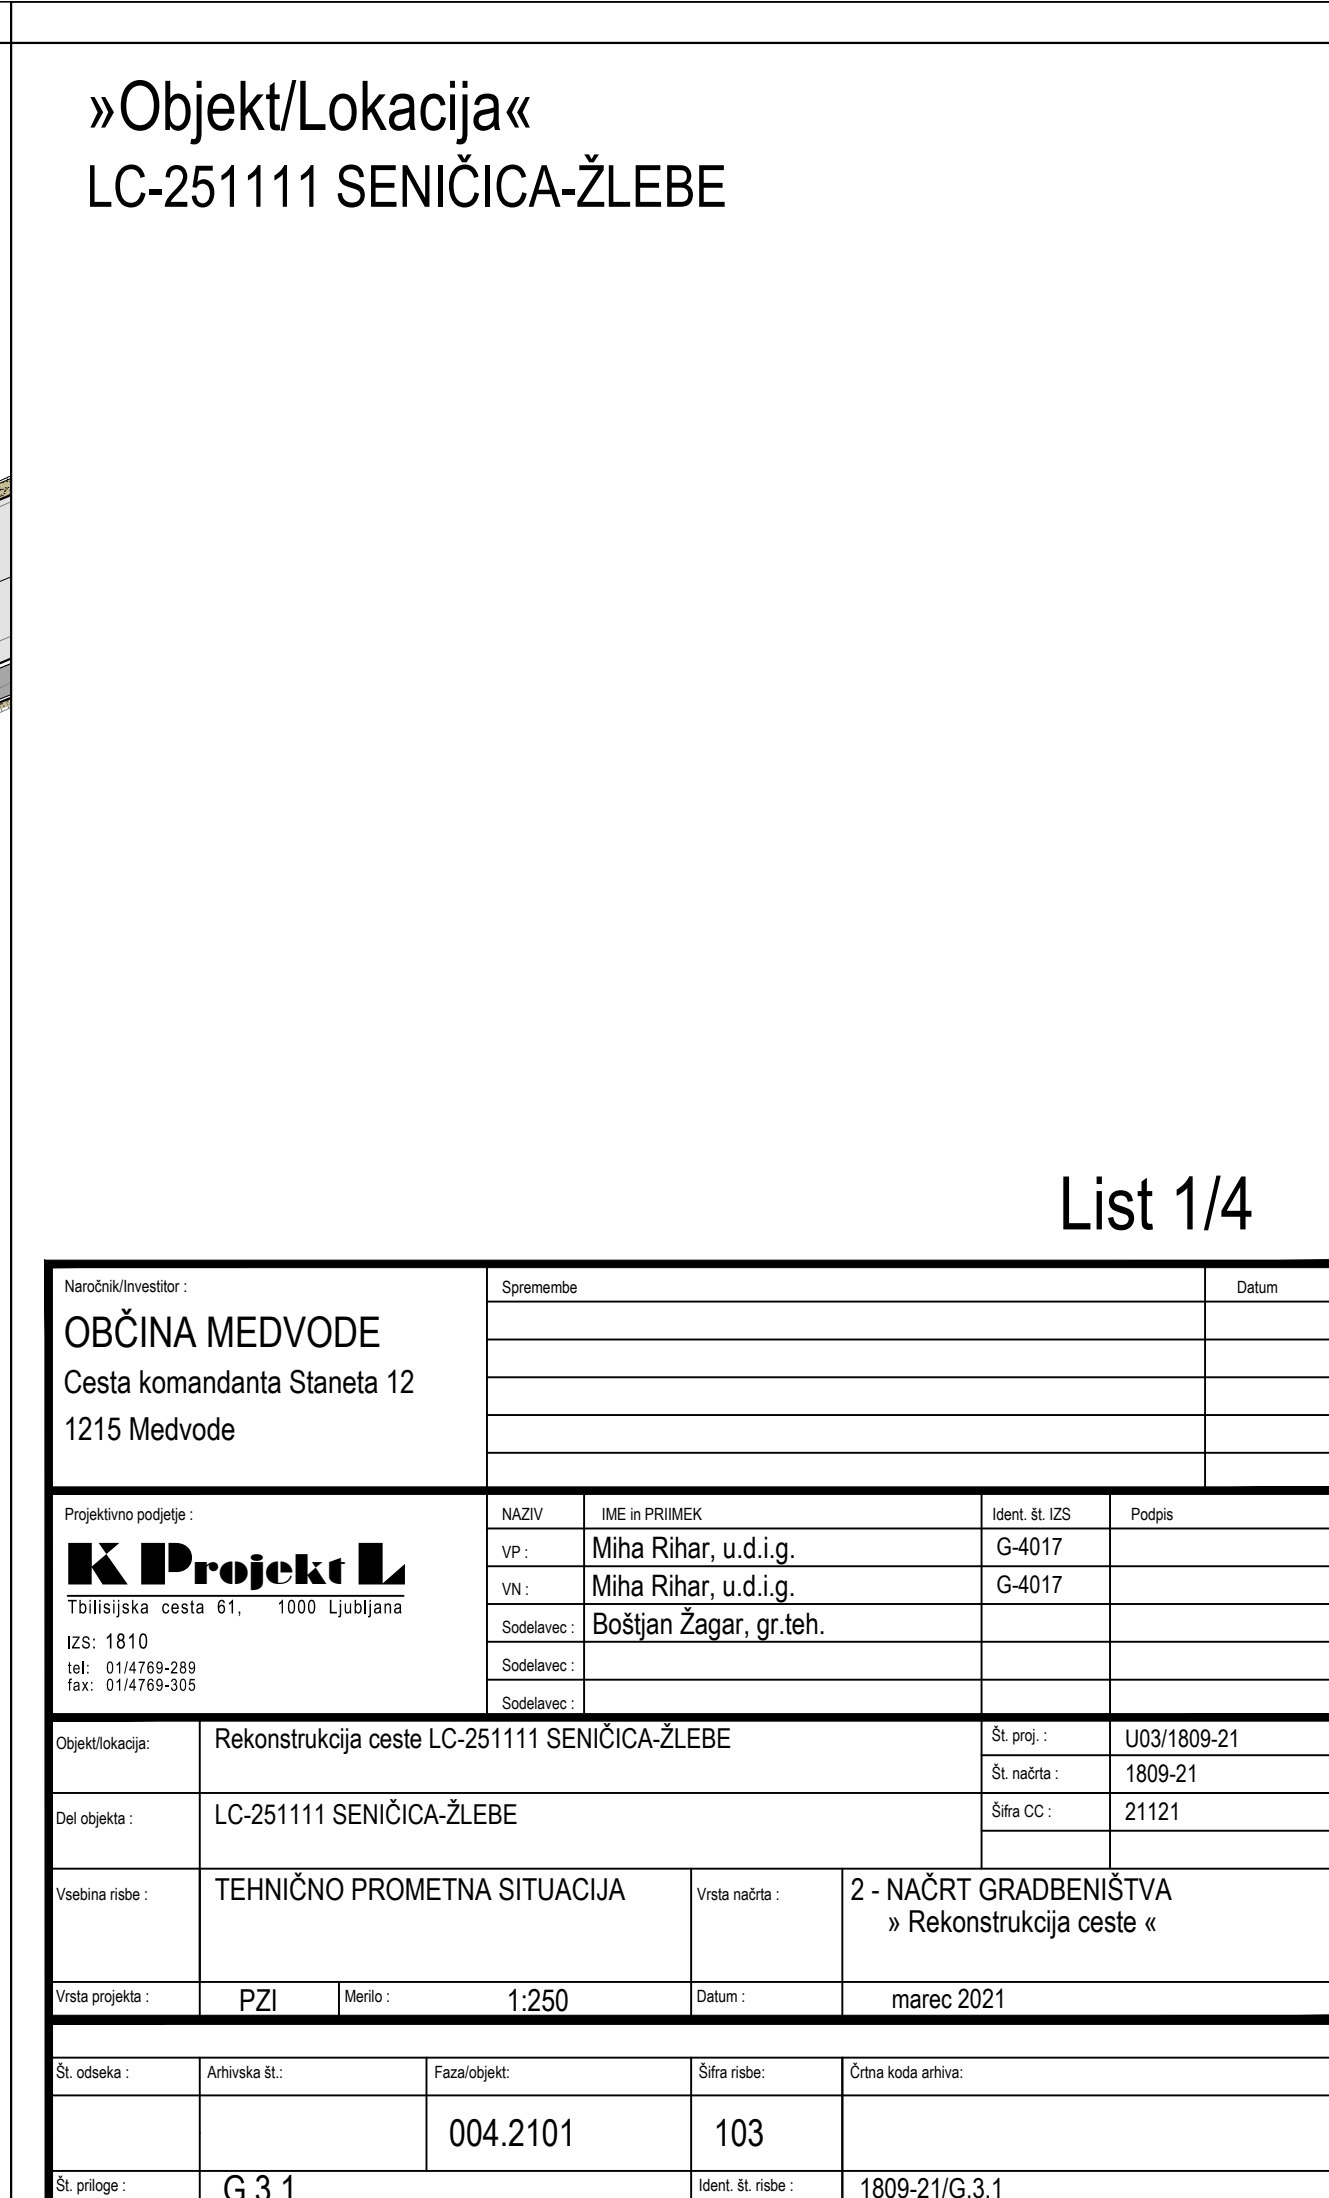 »Objekt/Lokacija«
LC-251111 SENIČICA-ŽLEBE
List 1/4
Naročnik/Investitor :
OBČINA MEDVODE
Cesta komandanta Staneta 12
1215 Medvode
Spremembe
Datum
Projektivno podjetje :
K Projekt L
Tbilisijska cesta 61, 1000 Ljubljana
IZS: 1810
tel: 01/4769-289
fax: 01/4769-305
NAZIV IME in PRIIMEK Ident. št. IZS Podpis
VP : Miha Rihar, u.d.i.g. G-4017
VN : Miha Rihar, u.d.i.g. G-4017
Sodelavec : Boštjan Žagar, gr.teh.
Sodelavec :
Sodelavec :
Objekt/lokacija: Rekonstrukcija ceste LC-251111 SENIČICA-ŽLEBE Št. proj. : U03/1809-21
Št. načrta : 1809-21
Del objekta : LC-251111 SENIČICA-ŽLEBE Šifra CC : 21121
Vsebina risbe : TEHNIČNO PROMETNA SITUACIJA Vrsta načrta : 2 - NAČRT GRADBENIŠTVA
» Rekonstrukcija ceste «
Vrsta projekta : PZI Merilo : 1:250 Datum : marec 2021
Št. odseka : Arhivska št.: Faza/objekt: Šifra risbe: Črtna koda arhiva:
004.2101 103
Št. priloge : G.3.1 Ident. št. risbe : 1809-21/G.3.1